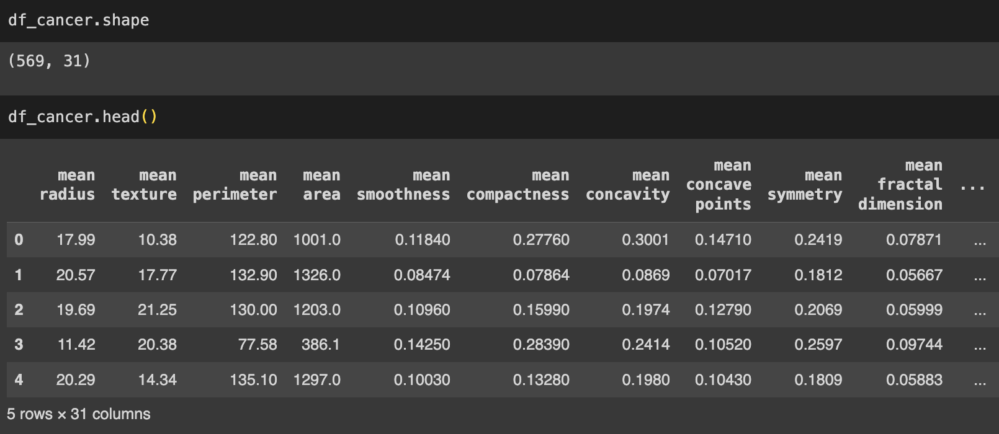 df_cancer.shape
(569, 31)
df_cancer.head()
mean radius mean texture mean perimeter mean area mean smoothness mean compactness mean concavity mean concave points mean symmetry mean fractal dimension ...
0 17.99 10.38 122.80 1001.0 0.11840 0.27760 0.3001 0.14710 0.2419 0.07871 ...
1 20.57 17.77 132.90 1326.0 0.08474 0.07864 0.0869 0.07017 0.1812 0.05667 ...
2 19.69 21.25 130.00 1203.0 0.10960 0.15990 0.1974 0.12790 0.2069 0.05999 ...
3 11.42 20.38 77.58 386.1 0.14250 0.28390 0.2414 0.10520 0.2597 0.09744 ...
4 20.29 14.34 135.10 1297.0 0.10030 0.13280 0.1980 0.10430 0.1809 0.05883 ...
5 rows × 31 columns